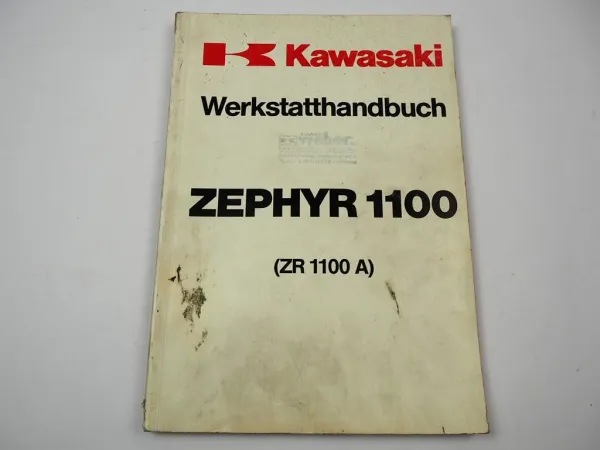 Kawasaki
Werkstatthandbuch
ZEPHYR 1100
(ZR 1100 A)